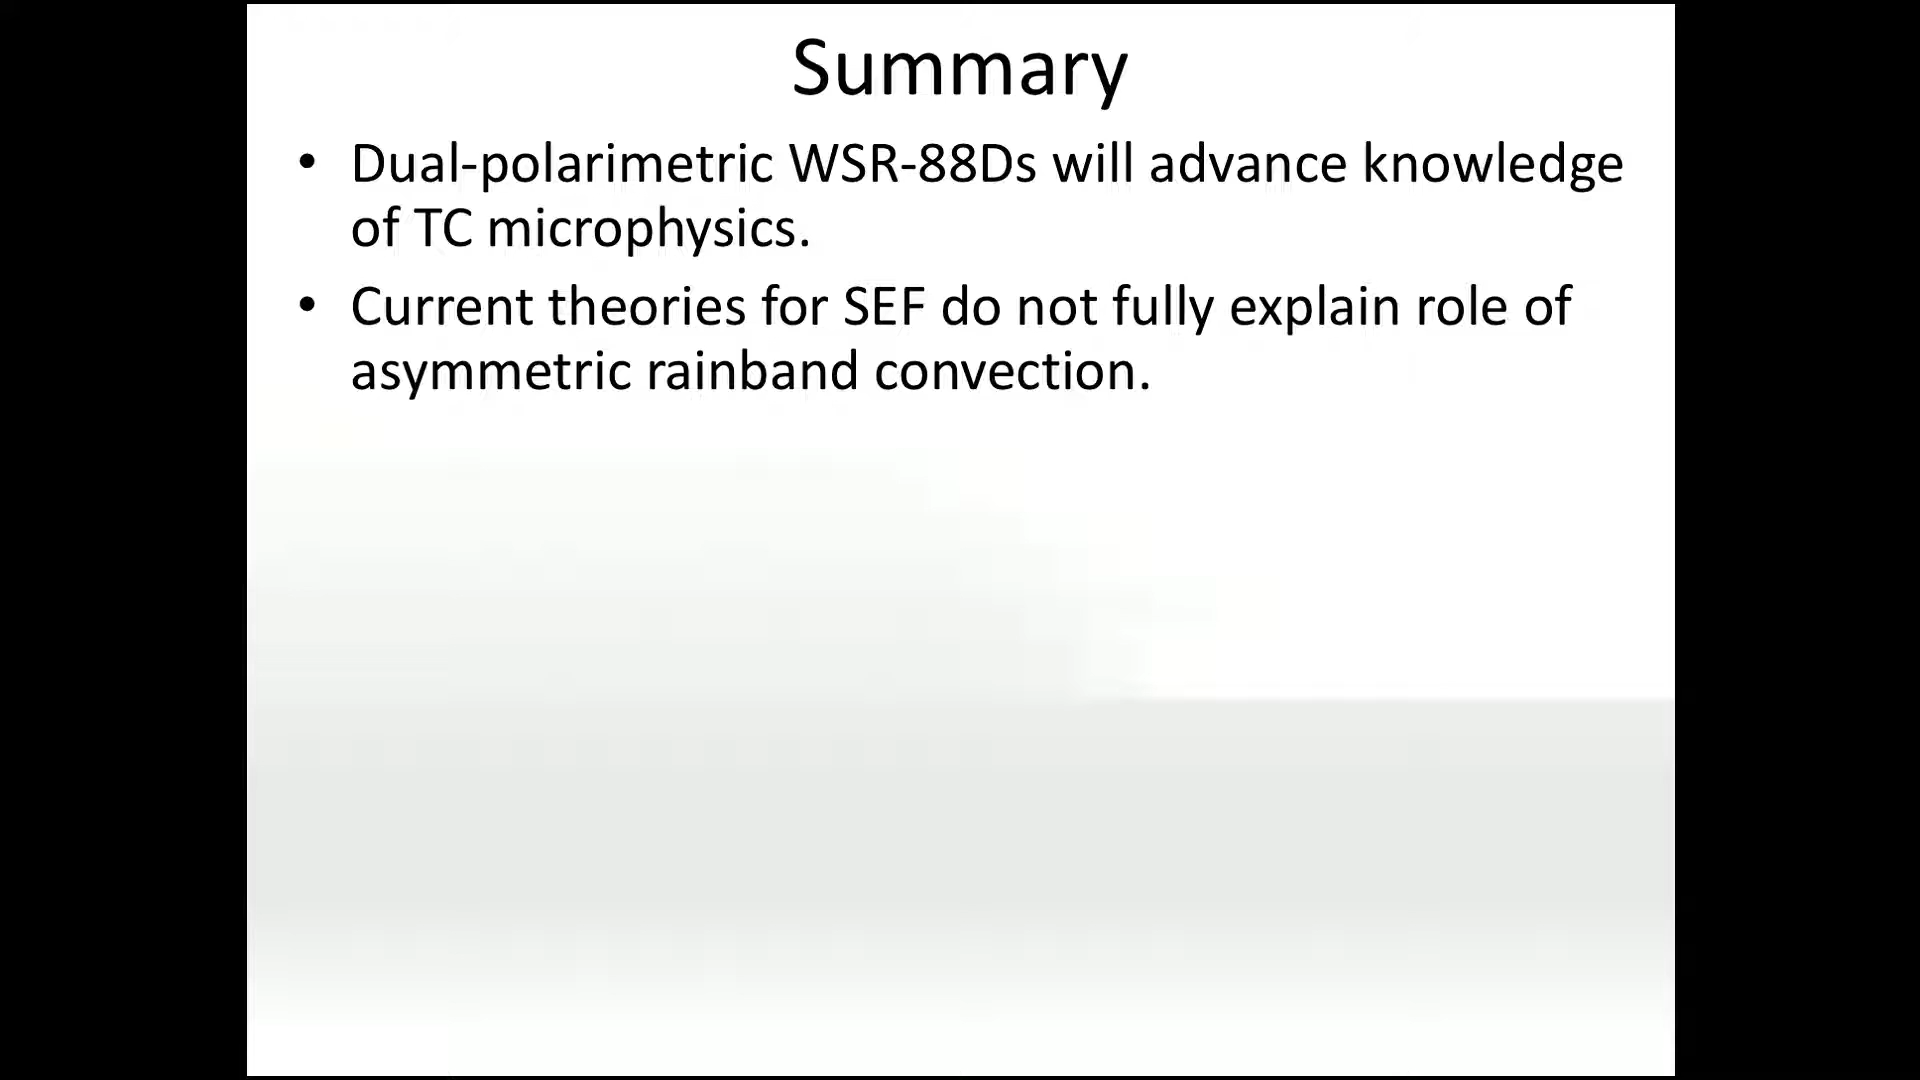 Summary
• Dual-polarimetric WSR-88Ds will advance knowledge
of TC microphysics.
• Current theories for SEF do not fully explain role of
asymmetric rainband convection.